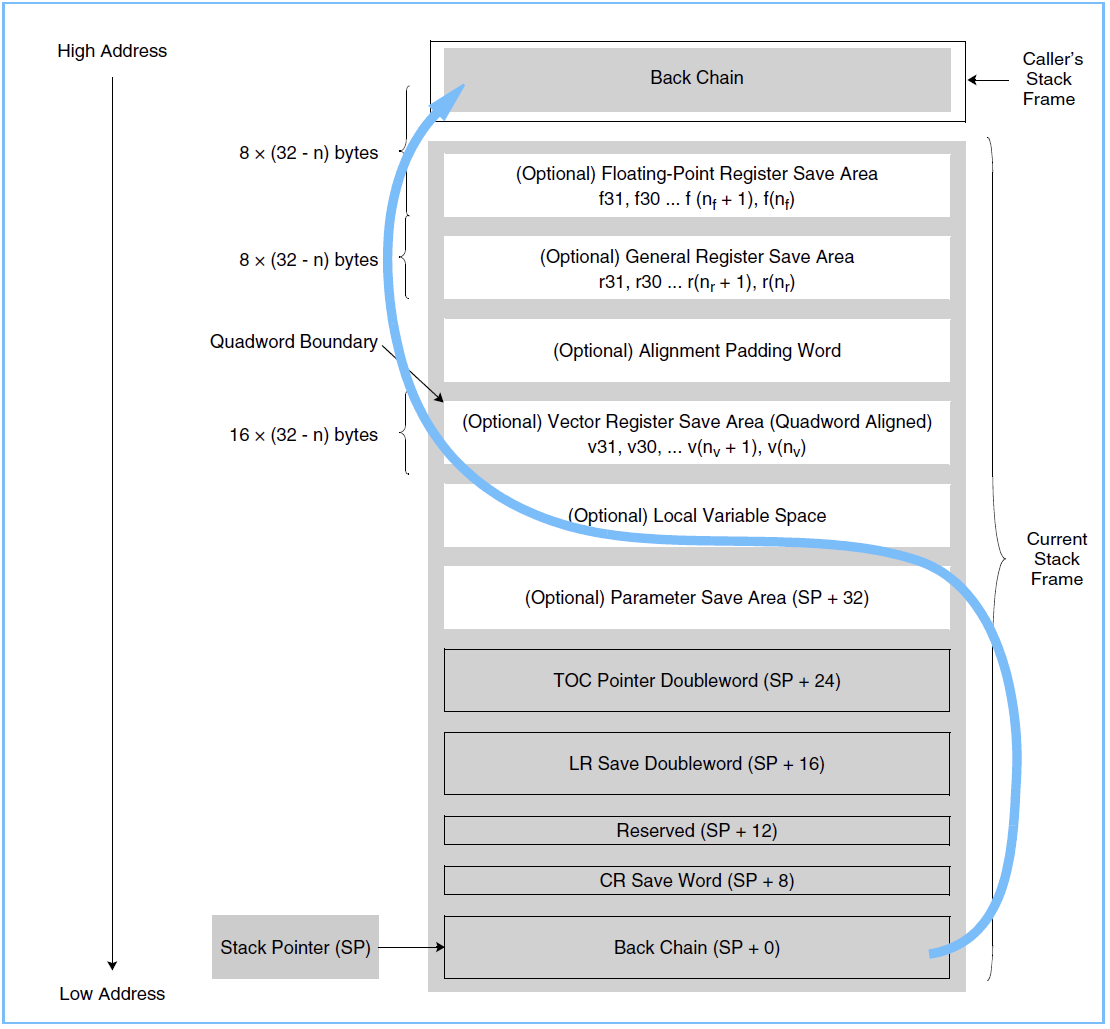 High Address
Back Chain
Caller's
Stack
Frame
8 × (32 - n) bytes
(Optional) Floating-Point Register Save Area
f31, f30 ... f (nf + 1), f(nf)
8 × (32 - n) bytes
(Optional) General Register Save Area
r31, r30 ... r(nr + 1), r(nr)
Quadword Boundary
(Optional) Alignment Padding Word
16 × (32 - n) bytes
(Optional) Vector Register Save Area (Quadword Aligned)
v31, v30, ... v(nv + 1), v(nv)
(Optional) Local Variable Space
Current
Stack
Frame
(Optional) Parameter Save Area (SP + 32)
TOC Pointer Doubleword (SP + 24)
LR Save Doubleword (SP + 16)
Reserved (SP + 12)
CR Save Word (SP + 8)
Stack Pointer (SP)
Back Chain (SP + 0)
Low Address